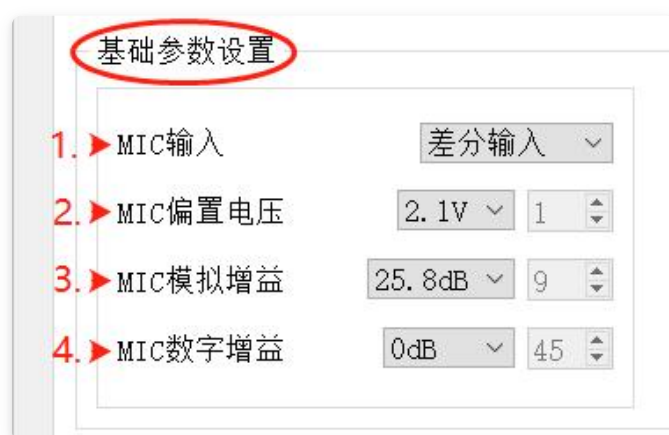 基础参数设置
1. MIC输入 差分输入
2. MIC偏置电压 2.1V 1
3. MIC模拟增益 25.8dB 9
4. MIC数字增益 0dB 45